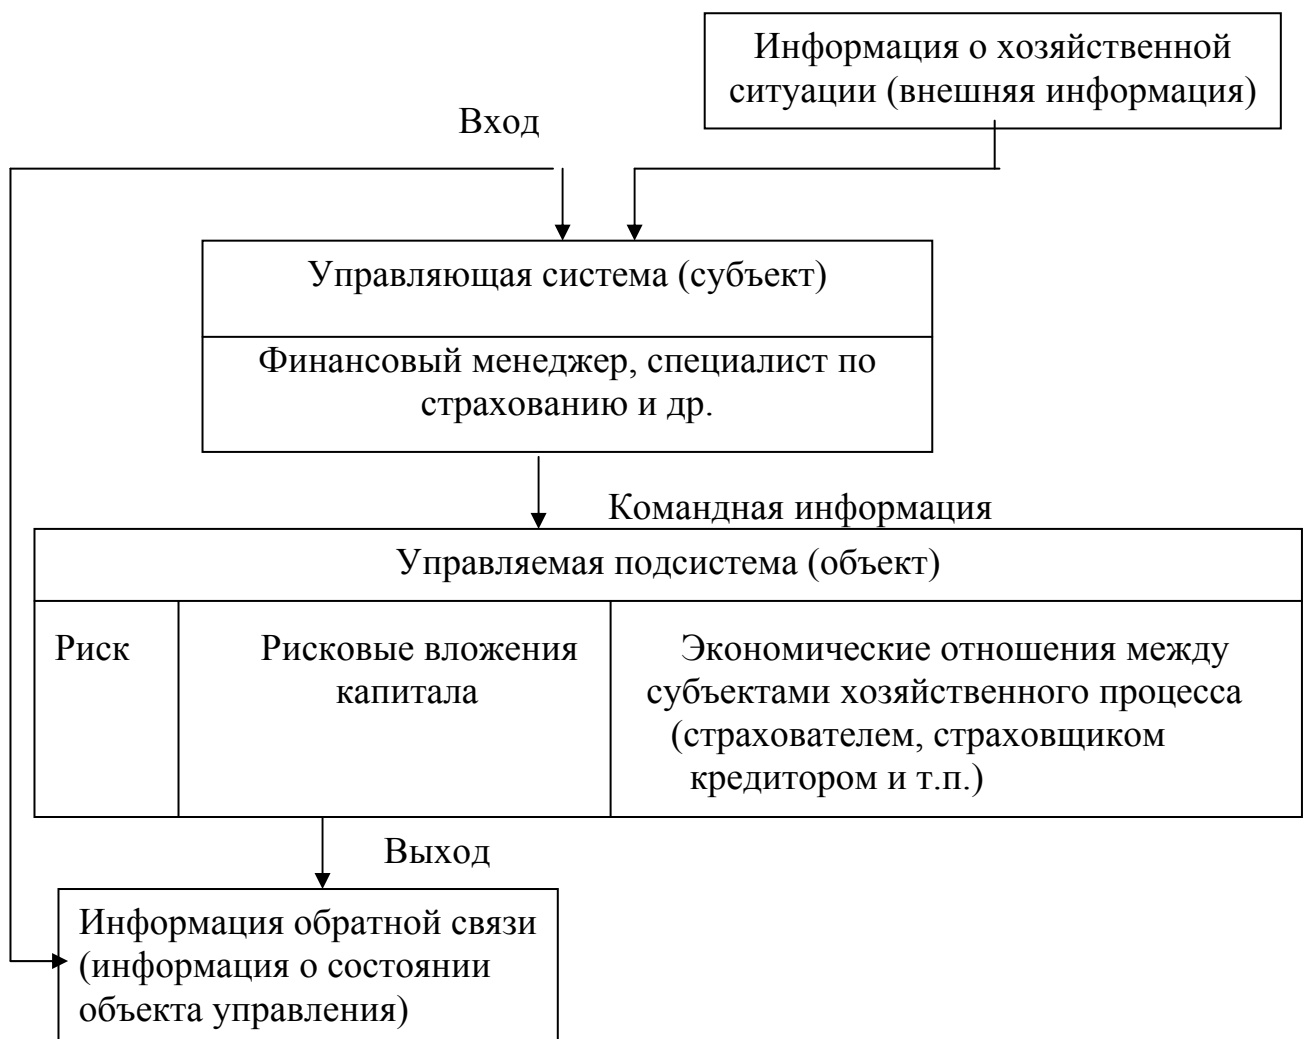 Информация о хозяйственной
ситуации (внешняя информация)
Вход
Управляющая система (субъект)
Финансовый менеджер, специалист по
страхованию и др.
Командная информация
Управляемая подсистема (объект)
Риск
Рисковые вложения
капитала
Экономические отношения между
субъектами хозяйственного процесса
(страхователем, страховщиком
кредитором и т.п.)
Выход
Информация обратной связи
(информация о состоянии
объекта управления)